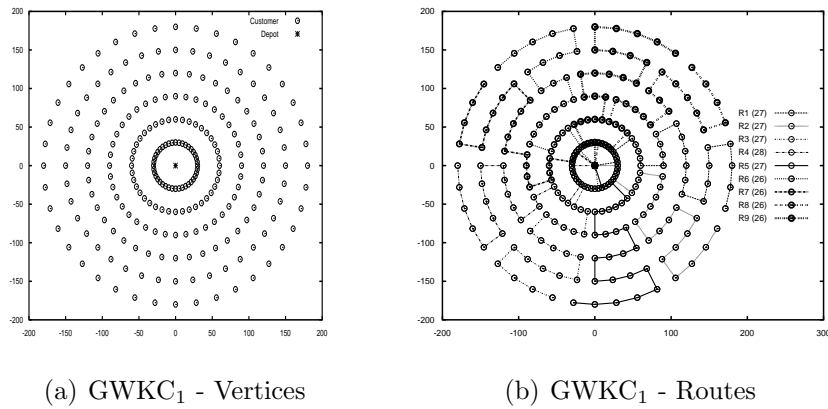 200
150
100
50
0
-50
-100
-150
-200
-200 -150 -100 -50 0 50 100 150 200
Customer
Depot
(a) GWKC₁ - Vertices
200
150
100
50
0
-50
-100
-150
-200
-200 -100 0 100 200 300
R1 (27)
R2 (27)
R3 (27)
R4 (28)
R5 (27)
R6 (26)
R7 (26)
R8 (26)
R9 (26)
(b) GWKC₁ - Routes